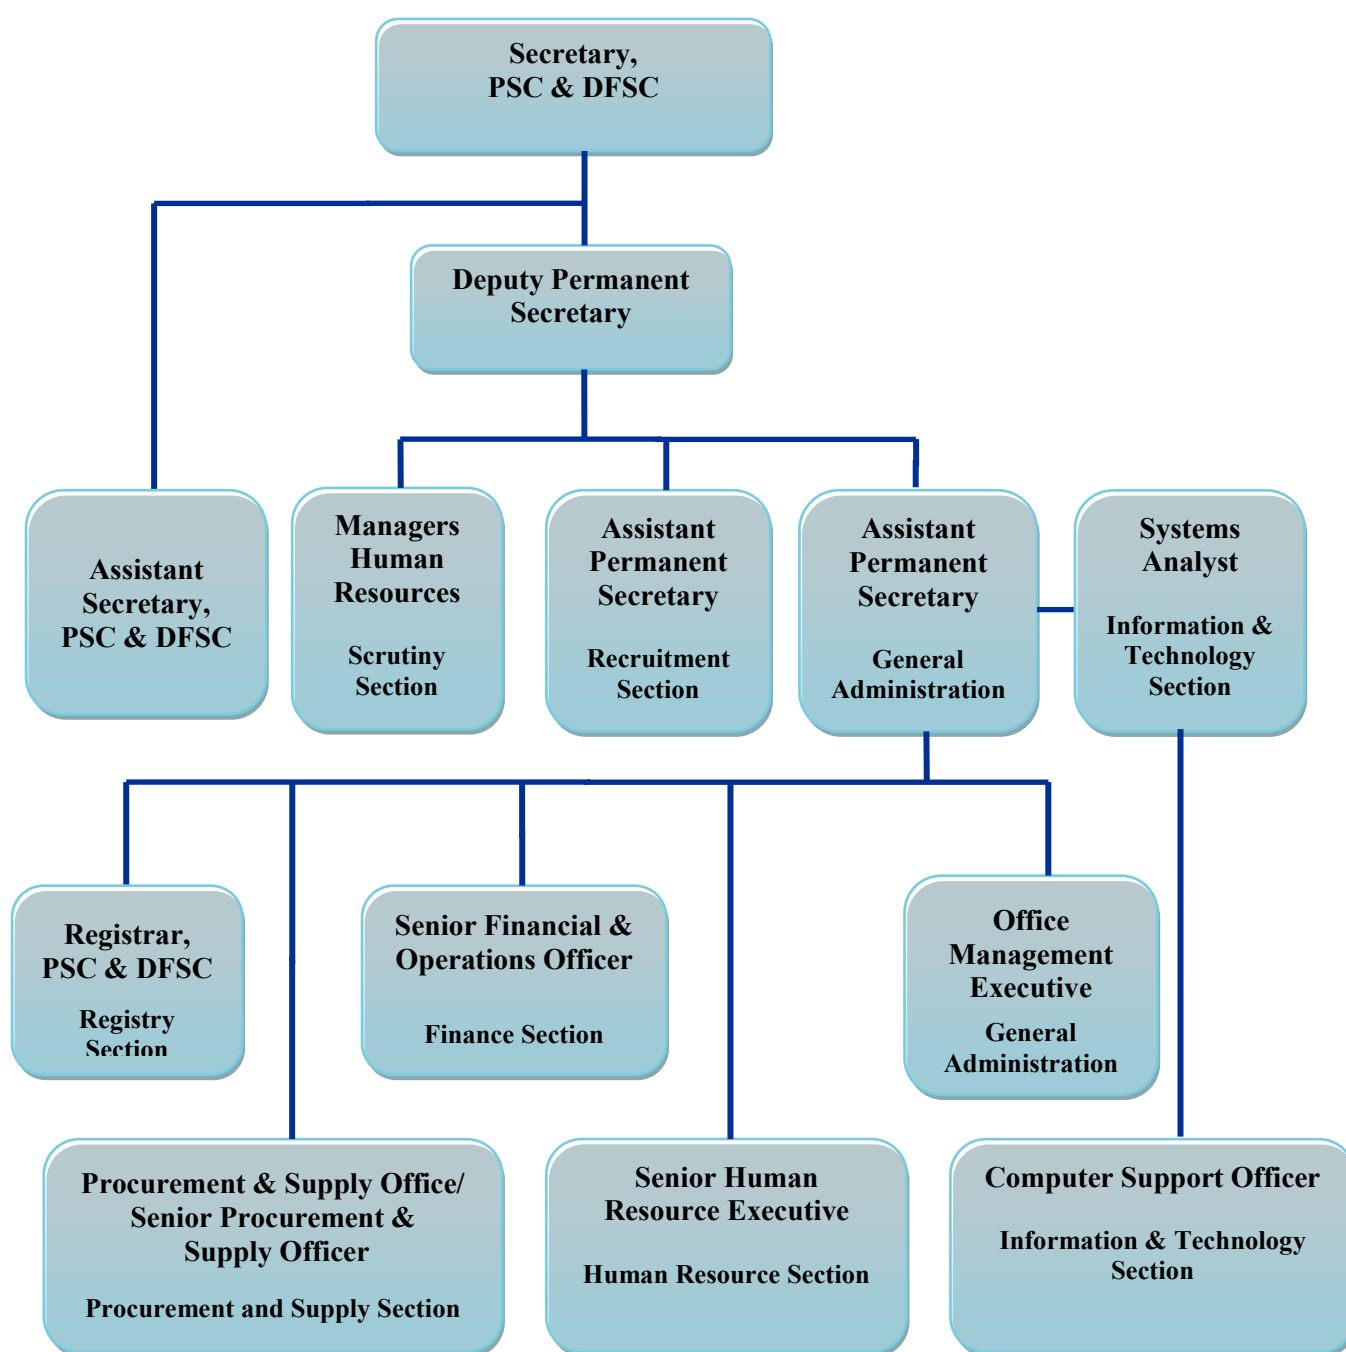 Secretary,
PSC & DFSC
Deputy Permanent
Secretary
Assistant
Secretary,
PSC & DFSC
Managers
Human
Resources
Scrutiny
Section
Assistant
Permanent
Secretary
Recruitment
Section
Assistant
Permanent
Secretary
General
Administration
Systems
Analyst
Information &
Technology
Section
Registrar,
PSC & DFSC
Registry
Section
Senior Financial &
Operations Officer
Finance Section
Office
Management
Executive
General
Administration
Procurement & Supply Office/
Senior Procurement &
Supply Officer
Procurement and Supply Section
Senior Human
Resource Executive
Human Resource Section
Computer Support Officer
Information & Technology
Section